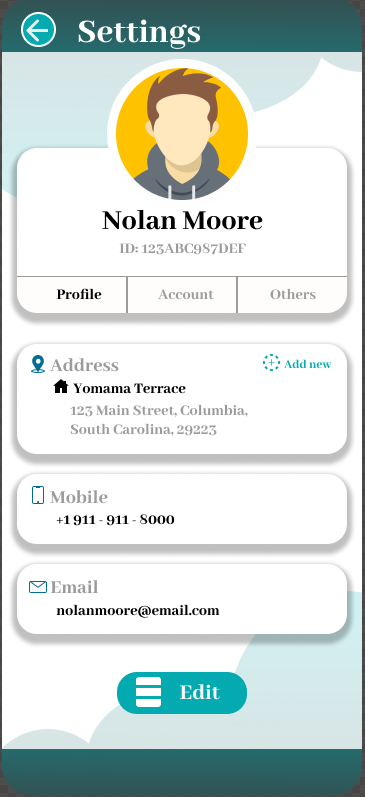 Settings
Nolan Moore
ID: 123ABC987DEF
Profile Account Others
Address Add new
Yomama Terrace
123 Main Street, Columbia,
South Carolina, 29223
Mobile
+1 911 - 911 - 8000
Email
nolanmoore@email.com
Edit